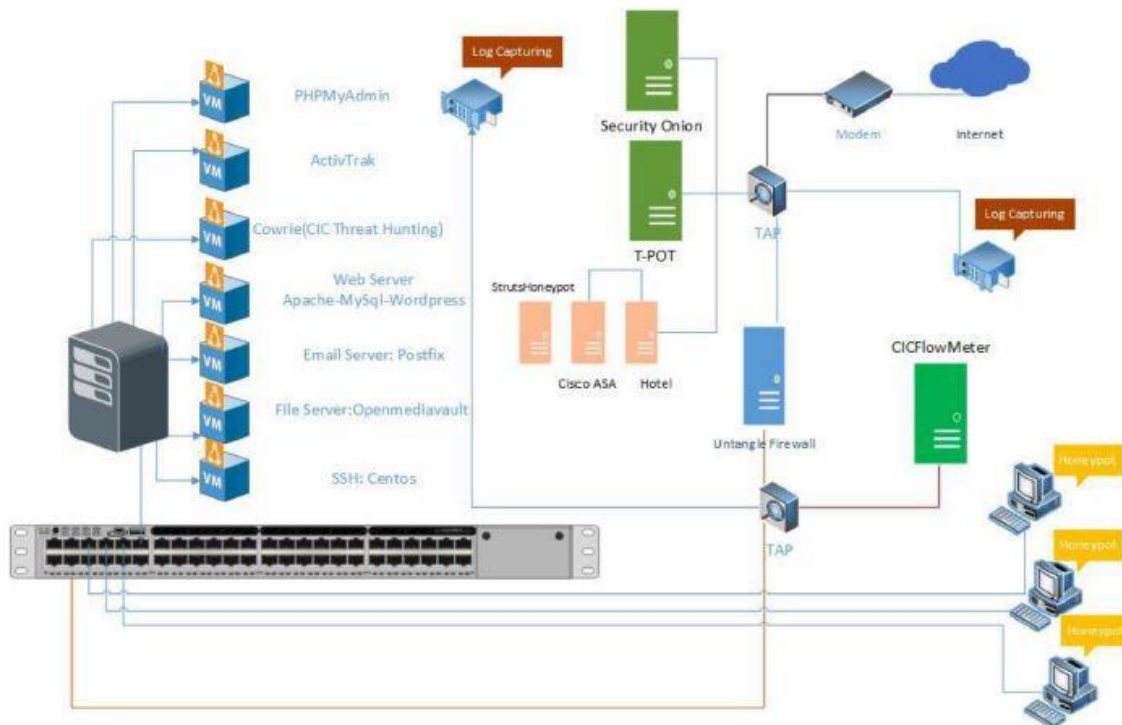 Log Capturing
PHPMyAdmin
VM
ActivTrak
VM
Cowrie(CIC Threat Hunting)
VM
Web Server
Apache-MySql-Wordpress
VM
Email Server: Postfix
VM
File Server:Openmediavault
VM
SSH: Centos
VM
Security Onion
T-POT
StrutsHoneypot
Cisco ASA
Hotel
Modem
Internet
TAP
Log Capturing
Untangle Firewall
CICFlowMeter
TAP
Honeypot
Honeypot
Honeypot